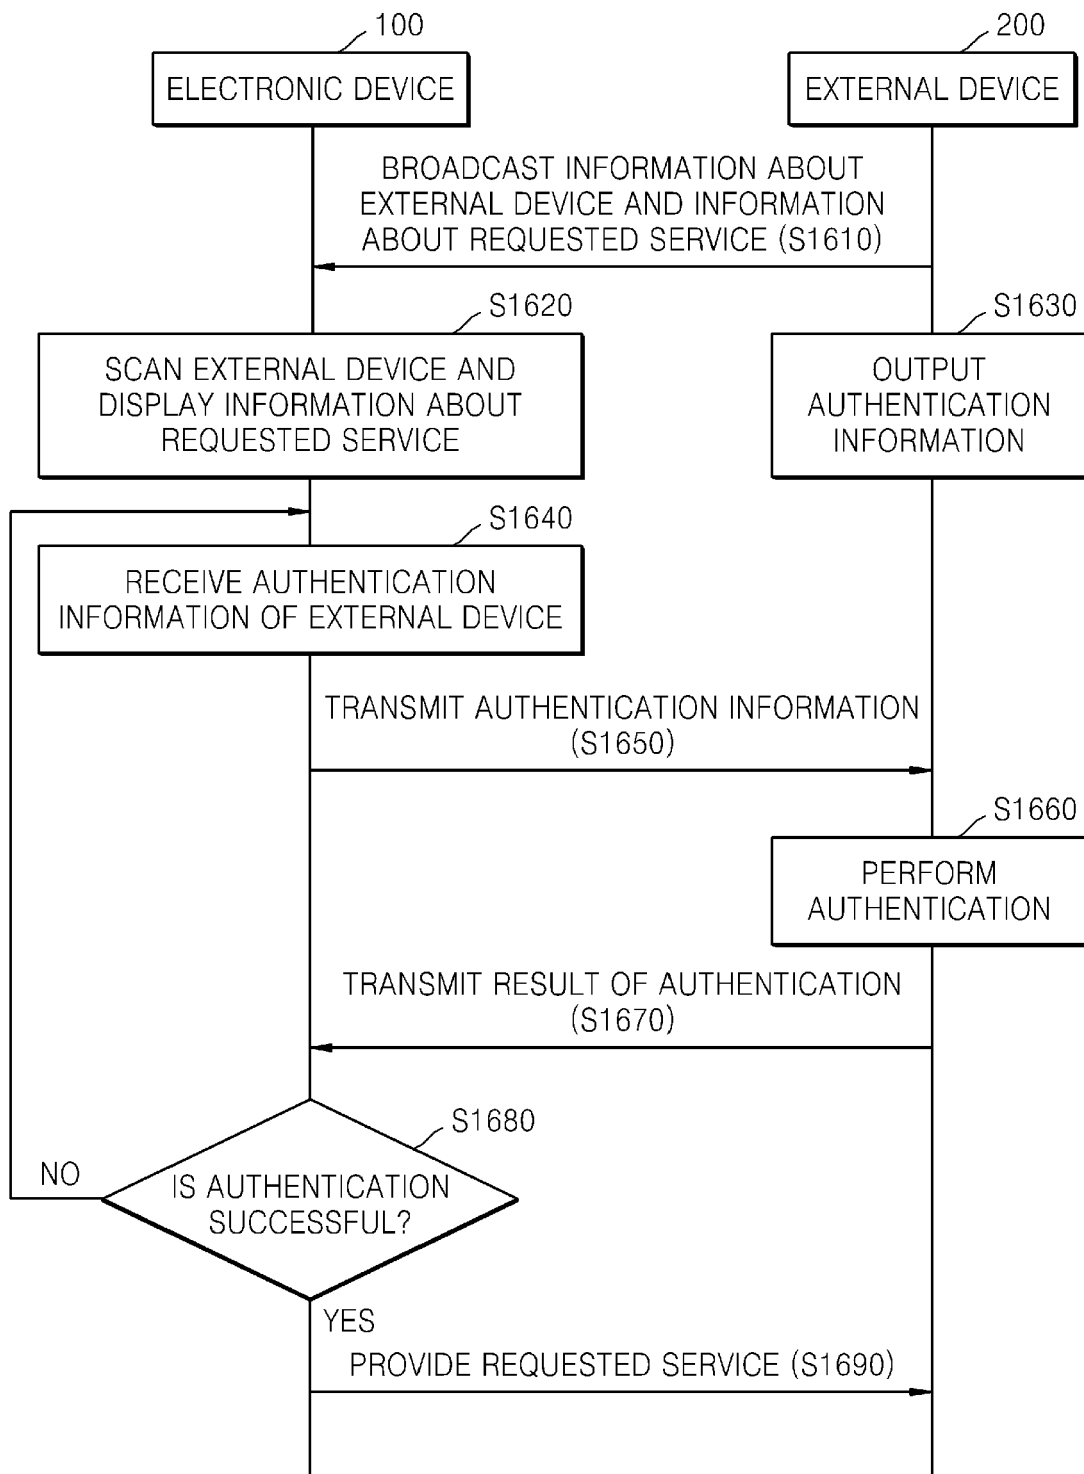 100
200
ELECTRONIC DEVICE
EXTERNAL DEVICE
BROADCAST INFORMATION ABOUT
EXTERNAL DEVICE AND INFORMATION
ABOUT REQUESTED SERVICE (S1610)
S1620
S1630
SCAN EXTERNAL DEVICE AND
DISPLAY INFORMATION ABOUT
REQUESTED SERVICE
OUTPUT
AUTHENTICATION
INFORMATION
S1640
RECEIVE AUTHENTICATION
INFORMATION OF EXTERNAL DEVICE
TRANSMIT AUTHENTICATION INFORMATION
(S1650)
S1660
PERFORM
AUTHENTICATION
TRANSMIT RESULT OF AUTHENTICATION
(S1670)
S1680
NO
IS AUTHENTICATION
SUCCESSFUL?
YES
PROVIDE REQUESTED SERVICE (S1690)